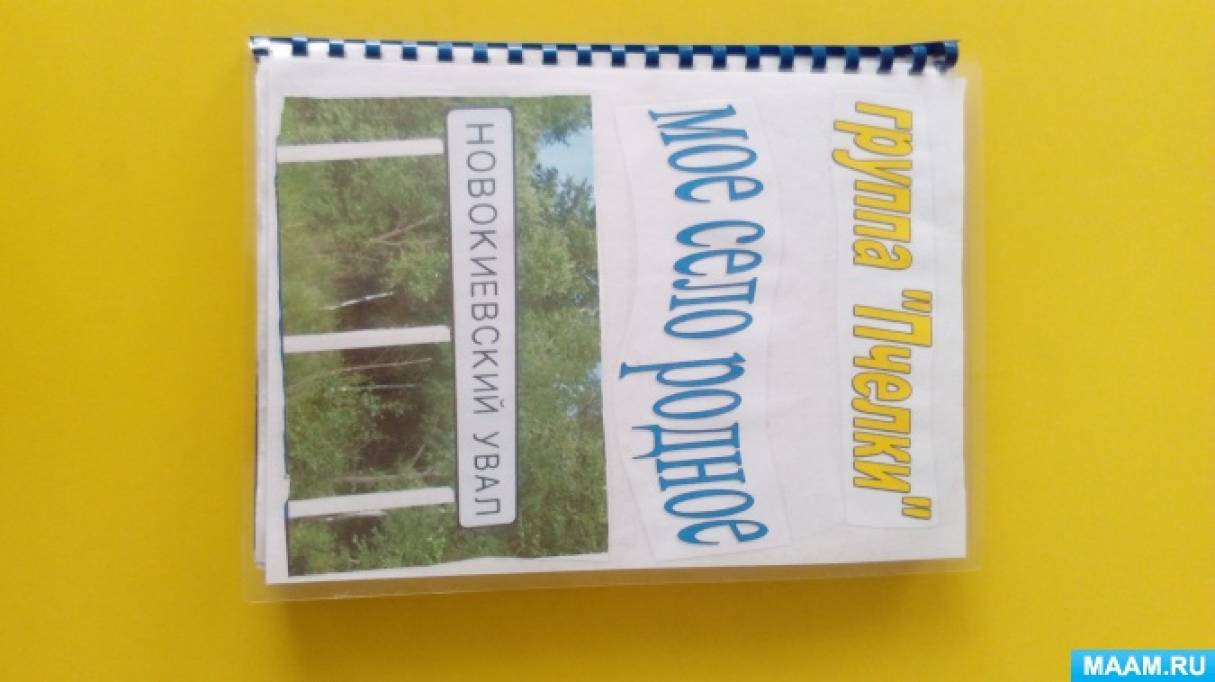 группа "Пчелки"
мое село родное
НОВОКИЕВСКИЙ УВАЛ
MAAM.RU